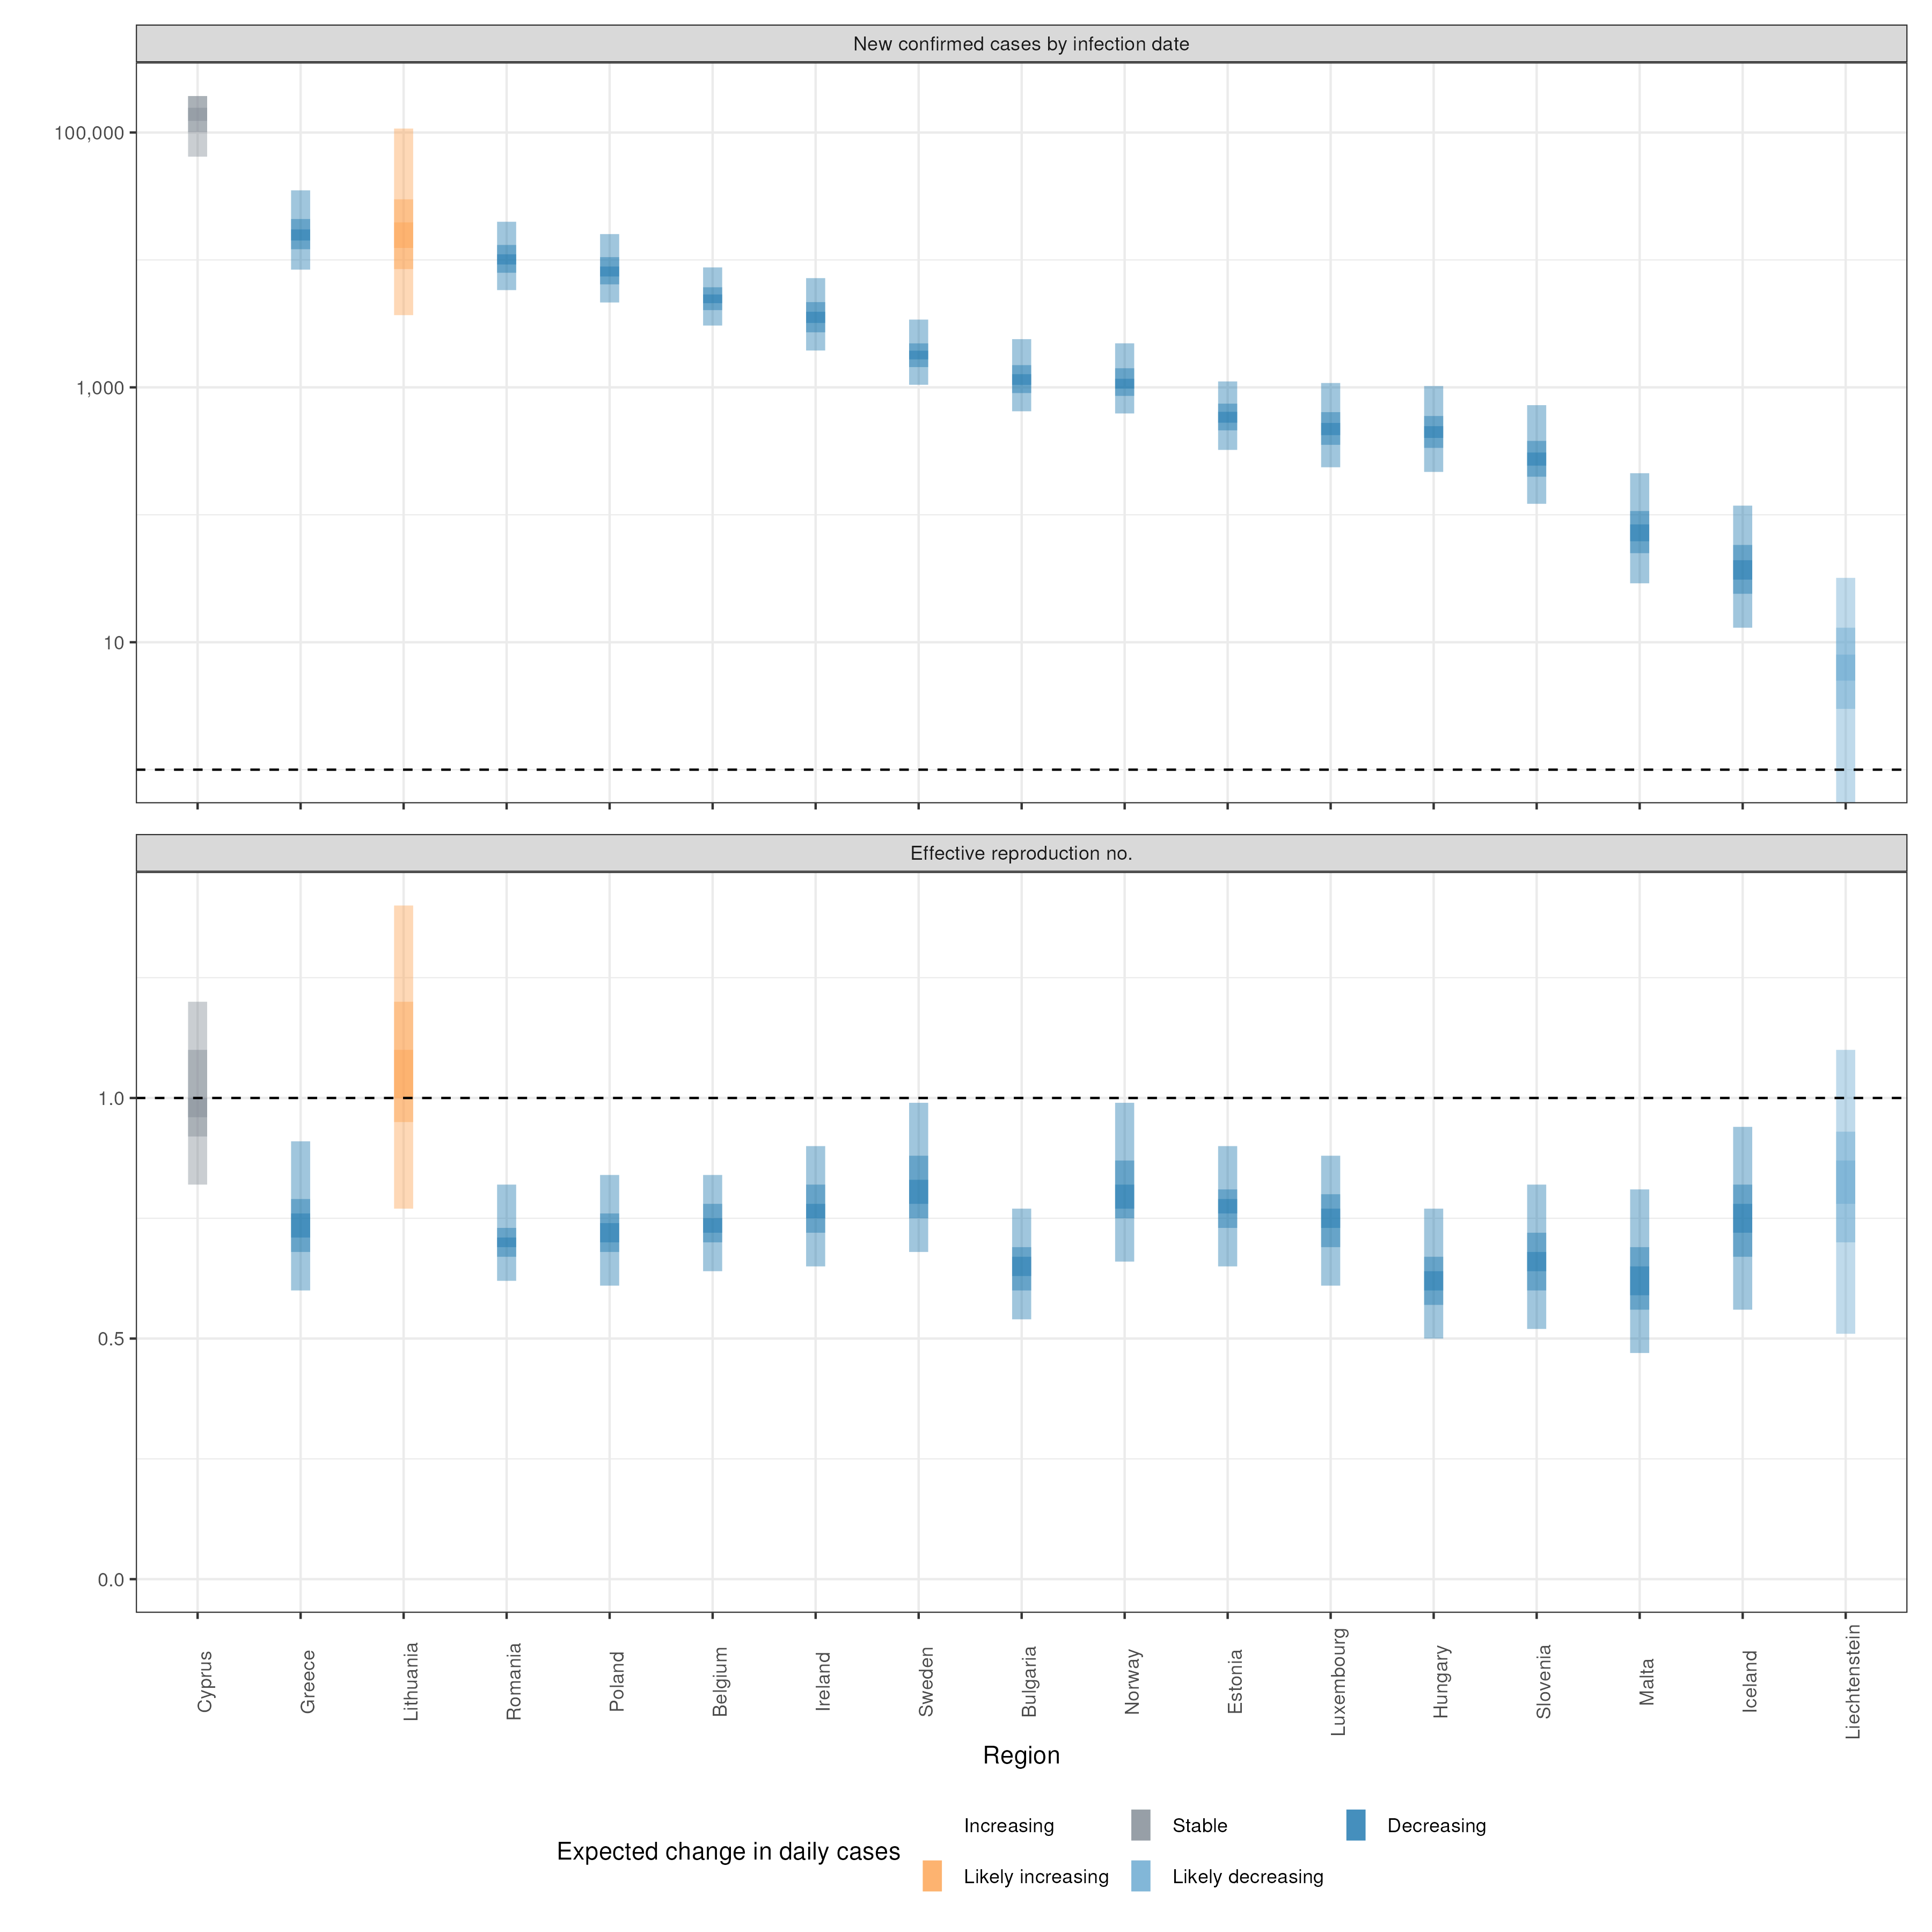 New confirmed cases by infection date
100,000
1,000
10
Effective reproduction no.
1.0
0.5
0.0
Cyprus
Greece
Lithuania
Romania
Poland
Belgium
Ireland
Sweden
Bulgaria
Norway
Estonia
Luxembourg
Hungary
Slovenia
Malta
Iceland
Liechtenstein
Region
Expected change in daily cases
Increasing
Stable
Decreasing
Likely increasing
Likely decreasing